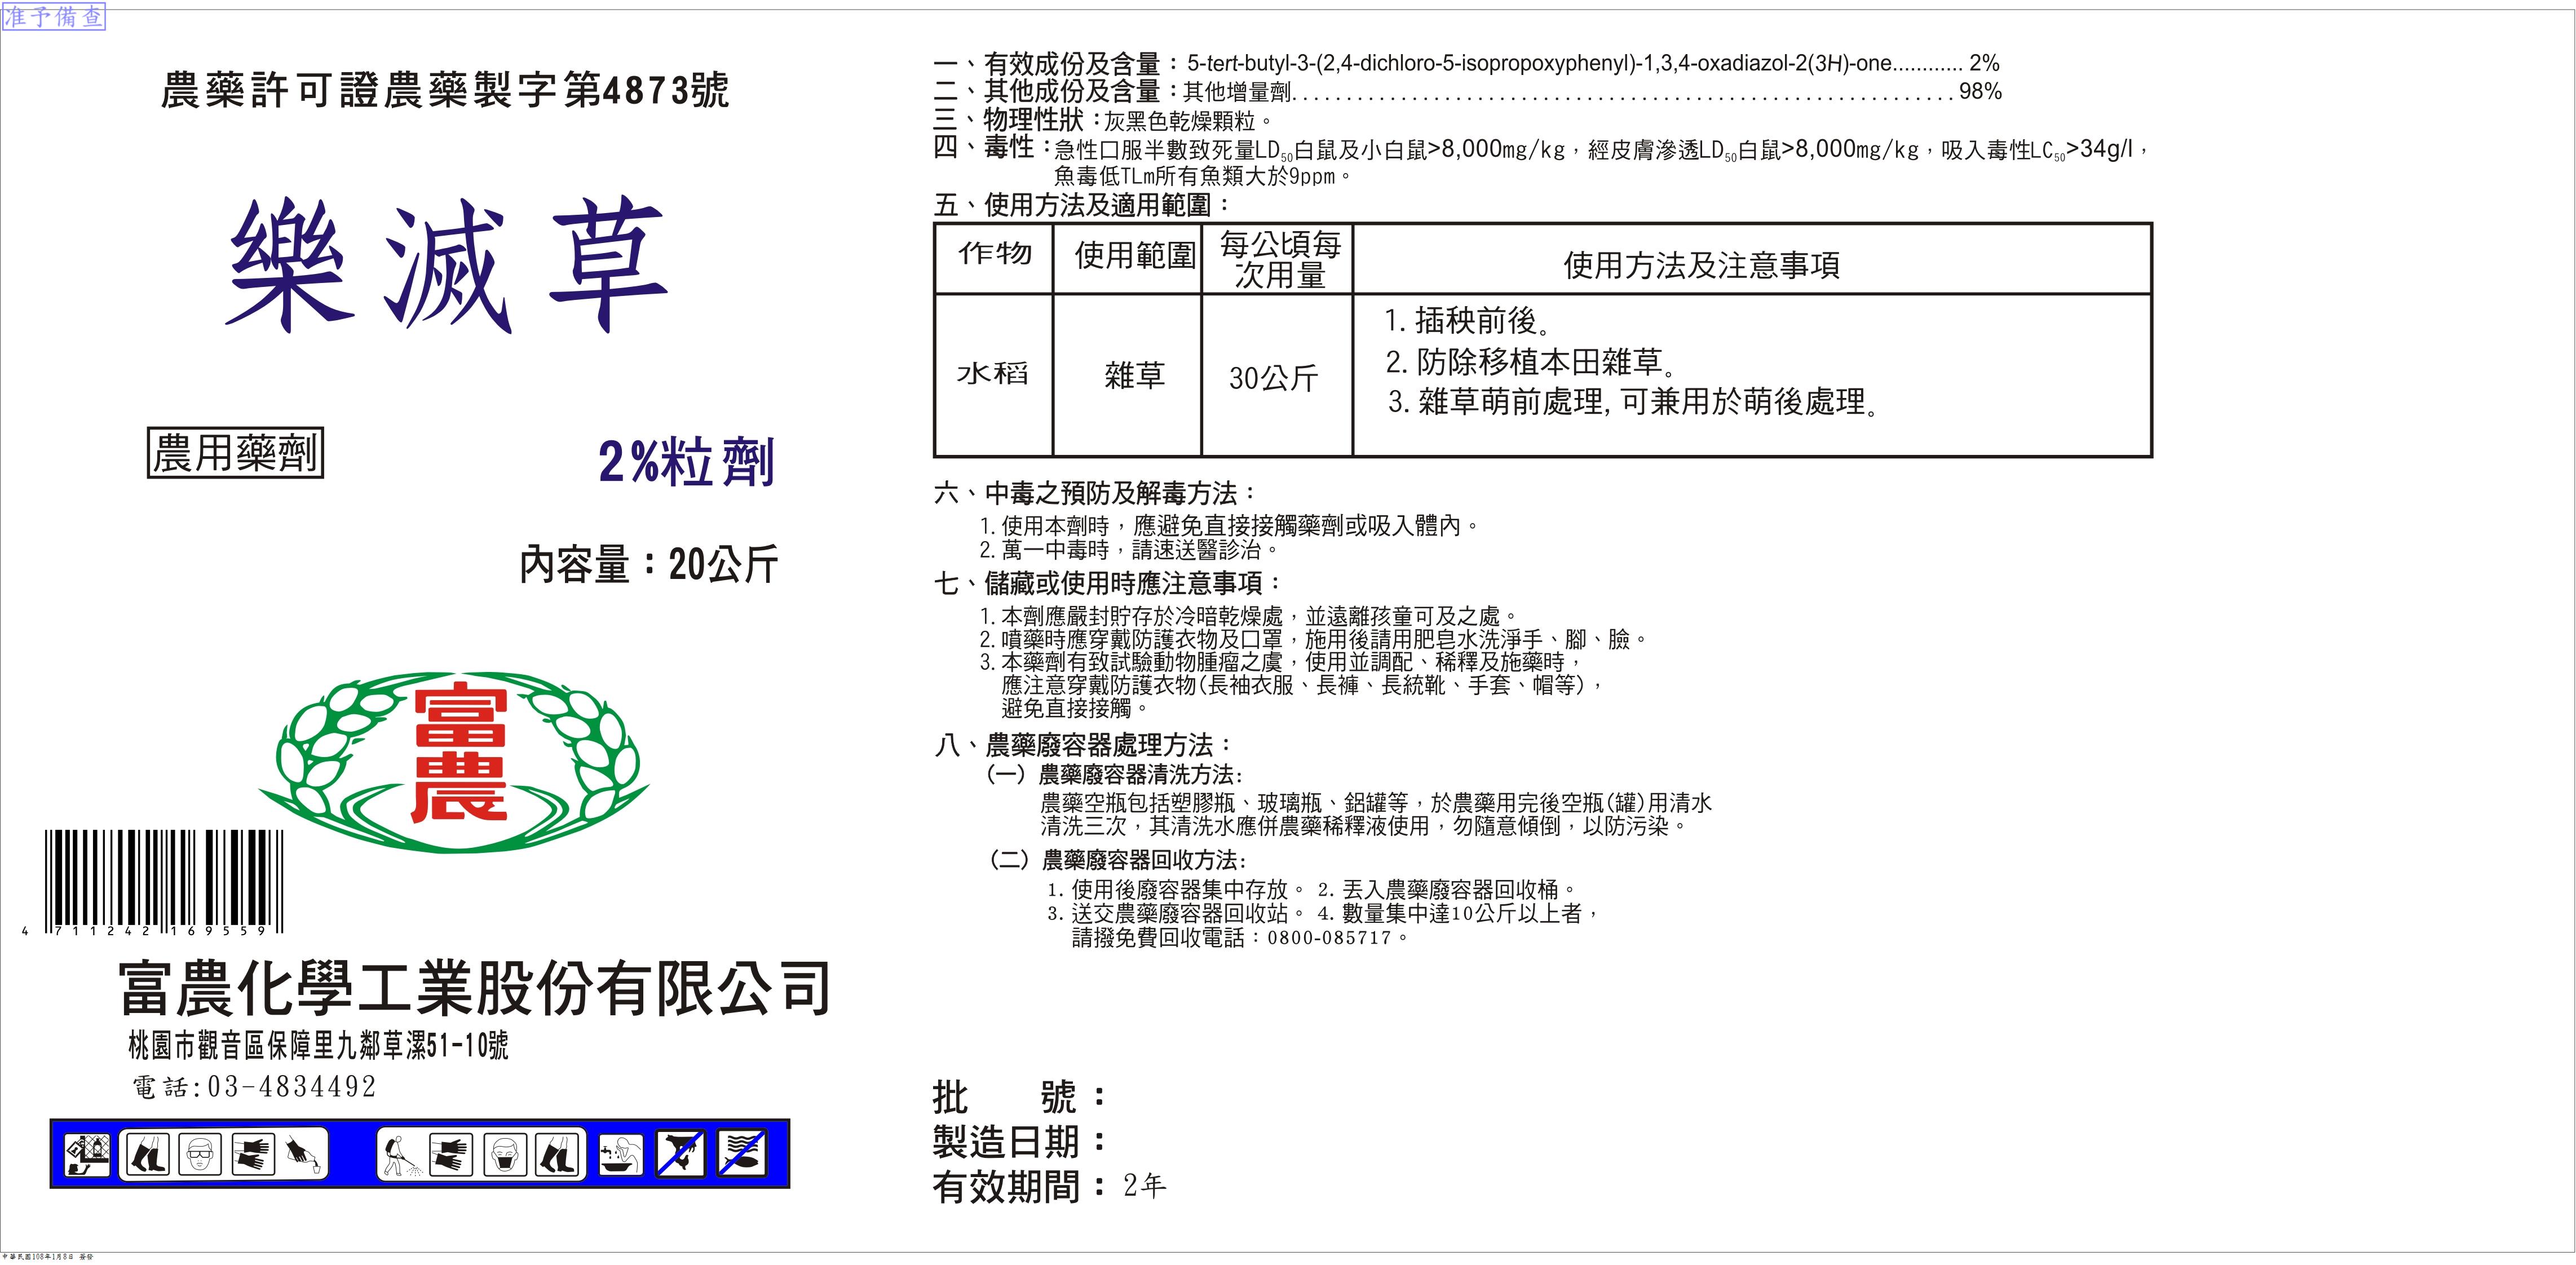 准予備查
農藥許可證農藥製字第4873號
樂滅草
農用藥劑
2%粒劑
內容量：20公斤
富農
4 711242 169559
富農化學工業股份有限公司
桃園市觀音區保障里九鄰草漯51-10號
電話:03-4834492
一、有效成份及含量：5-tert-butyl-3-(2,4-dichloro-5-isopropoxyphenyl)-1,3,4-oxadiazol-2(3H)-one............ 2%
二、其他成份及含量：其他增量劑............................................................98%
三、物理性狀：灰黑色乾燥顆粒。
四、毒性：急性口服半數致死量LD50白鼠及小白鼠>8,000mg/kg，經皮膚滲透LD50白鼠>8,000mg/kg，吸入毒性LC50>34g/l，
魚毒低TLm所有魚類大於9ppm。
五、使用方法及適用範圍：
作物 使用範圍 每公頃每次用量 使用方法及注意事項
水稻 雜草 30公斤
1. 插秧前後。
2. 防除移植本田雜草。
3. 雜草萌前處理, 可兼用於萌後處理。
六、中毒之預防及解毒方法：
1. 使用本劑時，應避免直接接觸藥劑或吸入體內。
2. 萬一中毒時，請速送醫診治。
七、儲藏或使用時應注意事項：
1. 本劑應嚴封貯存於冷暗乾燥處，並遠離孩童可及之處。
2. 噴藥時應穿戴防護衣物及口罩，施用後請用肥皂水洗淨手、腳、臉。
3. 本藥劑有致試驗動物腫瘤之虞，使用並調配、稀釋及施藥時，
應注意穿戴防護衣物(長袖衣服、長褲、長統靴、手套、帽等)，
避免直接接觸。
八、農藥廢容器處理方法：
(一) 農藥廢容器清洗方法:
農藥空瓶包括塑膠瓶、玻璃瓶、鋁罐等，於農藥用完後空瓶(罐)用清水
清洗三次，其清洗水應併農藥稀釋液使用，勿隨意傾倒，以防污染。
(二) 農藥廢容器回收方法:
1. 使用後廢容器集中存放。 2. 丟入農藥廢容器回收桶。
3. 送交農藥廢容器回收站。 4. 數量集中達10公斤以上者，
請撥免費回收電話：0800-085717。
批 號：
製造日期：
有效期間：2年
中華民國108年1月8日 簽發